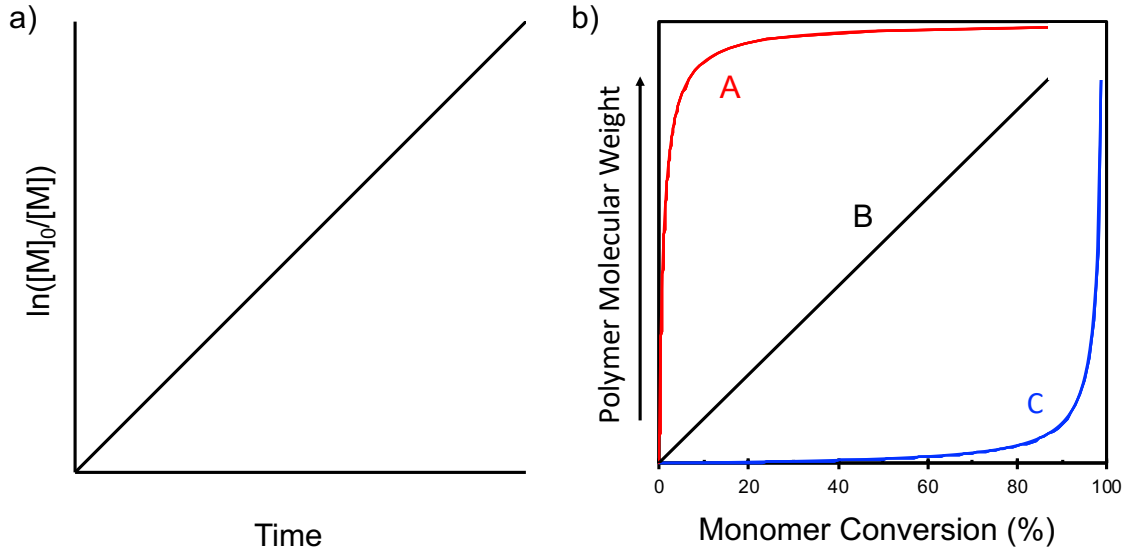 a)
ln([M]₀/[M])
Time
b)
Polymer Molecular Weight
A
B
C
0 20 40 60 80 100
Monomer Conversion (%)